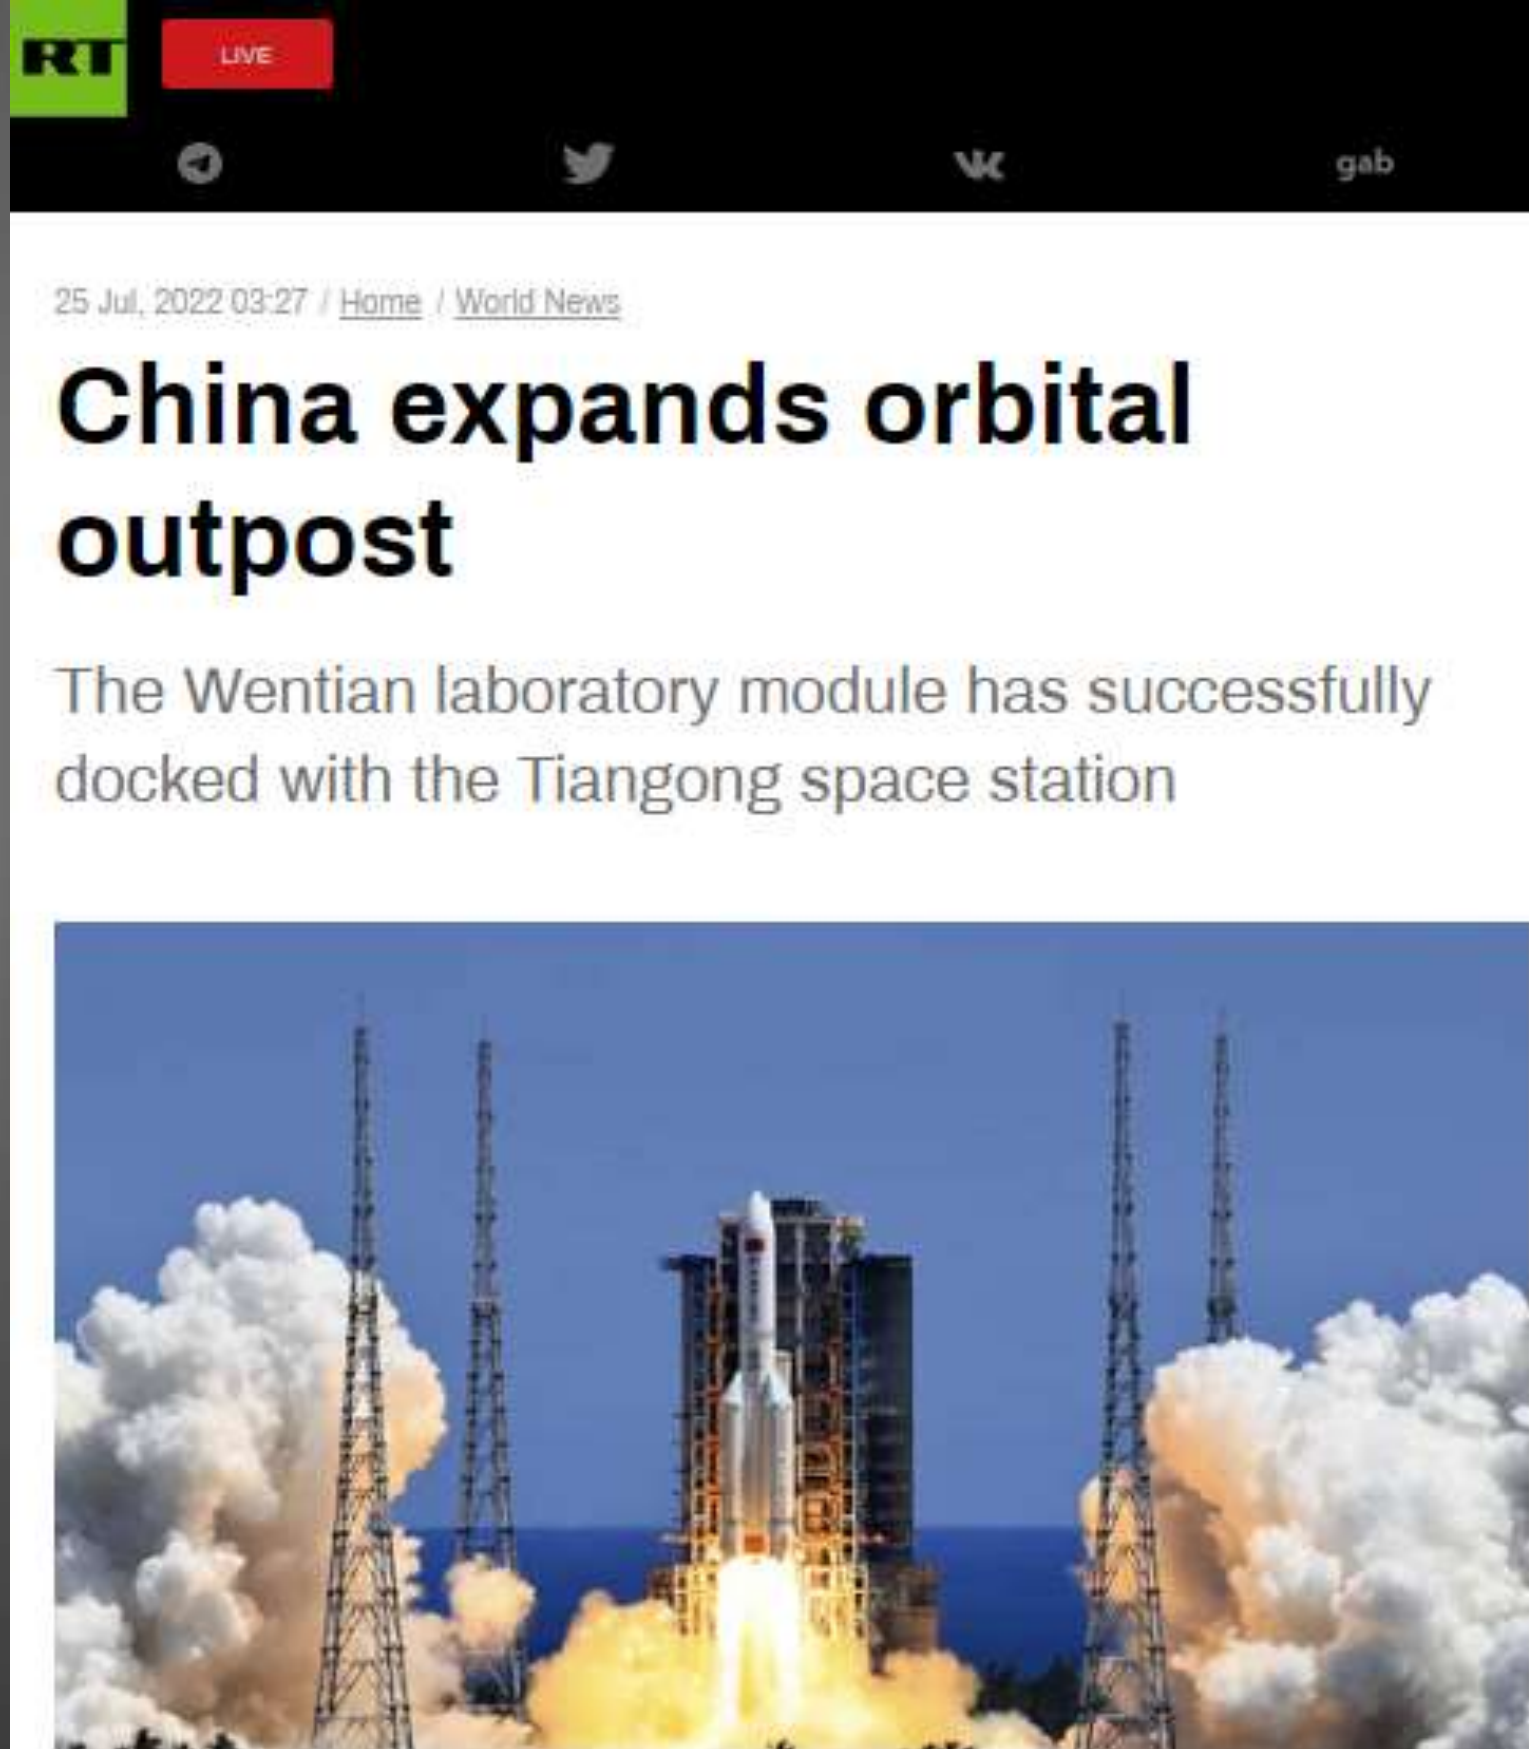 RT
LIVE
gab
25 Jul, 2022 03:27 / Home / World News
China expands orbital
outpost
The Wentian laboratory module has successfully
docked with the Tiangong space station